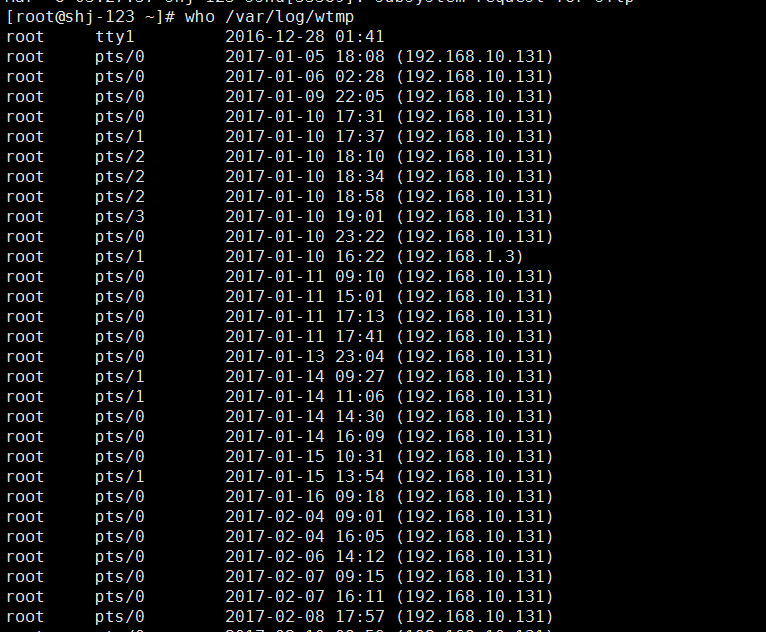 [root@shj-123 ~]# who /var/log/wtmp
root     tty1         2016-12-28 01:41
root     pts/0        2017-01-05 18:08 (192.168.10.131)
root     pts/0        2017-01-06 02:28 (192.168.10.131)
root     pts/0        2017-01-09 22:05 (192.168.10.131)
root     pts/0        2017-01-10 17:31 (192.168.10.131)
root     pts/1        2017-01-10 17:37 (192.168.10.131)
root     pts/2        2017-01-10 18:10 (192.168.10.131)
root     pts/2        2017-01-10 18:34 (192.168.10.131)
root     pts/2        2017-01-10 18:58 (192.168.10.131)
root     pts/3        2017-01-10 19:01 (192.168.10.131)
root     pts/0        2017-01-10 23:22 (192.168.10.131)
root     pts/1        2017-01-10 16:22 (192.168.1.3)
root     pts/0        2017-01-11 09:10 (192.168.10.131)
root     pts/0        2017-01-11 15:01 (192.168.10.131)
root     pts/0        2017-01-11 17:13 (192.168.10.131)
root     pts/0        2017-01-11 17:41 (192.168.10.131)
root     pts/0        2017-01-13 23:04 (192.168.10.131)
root     pts/1        2017-01-14 09:27 (192.168.10.131)
root     pts/1        2017-01-14 11:06 (192.168.10.131)
root     pts/0        2017-01-14 14:30 (192.168.10.131)
root     pts/0        2017-01-14 16:09 (192.168.10.131)
root     pts/0        2017-01-15 10:31 (192.168.10.131)
root     pts/1        2017-01-15 13:54 (192.168.10.131)
root     pts/0        2017-01-16 09:18 (192.168.10.131)
root     pts/0        2017-02-04 09:01 (192.168.10.131)
root     pts/0        2017-02-04 16:05 (192.168.10.131)
root     pts/0        2017-02-06 14:12 (192.168.10.131)
root     pts/0        2017-02-07 09:15 (192.168.10.131)
root     pts/0        2017-02-07 16:11 (192.168.10.131)
root     pts/0        2017-02-08 17:57 (192.168.10.131)